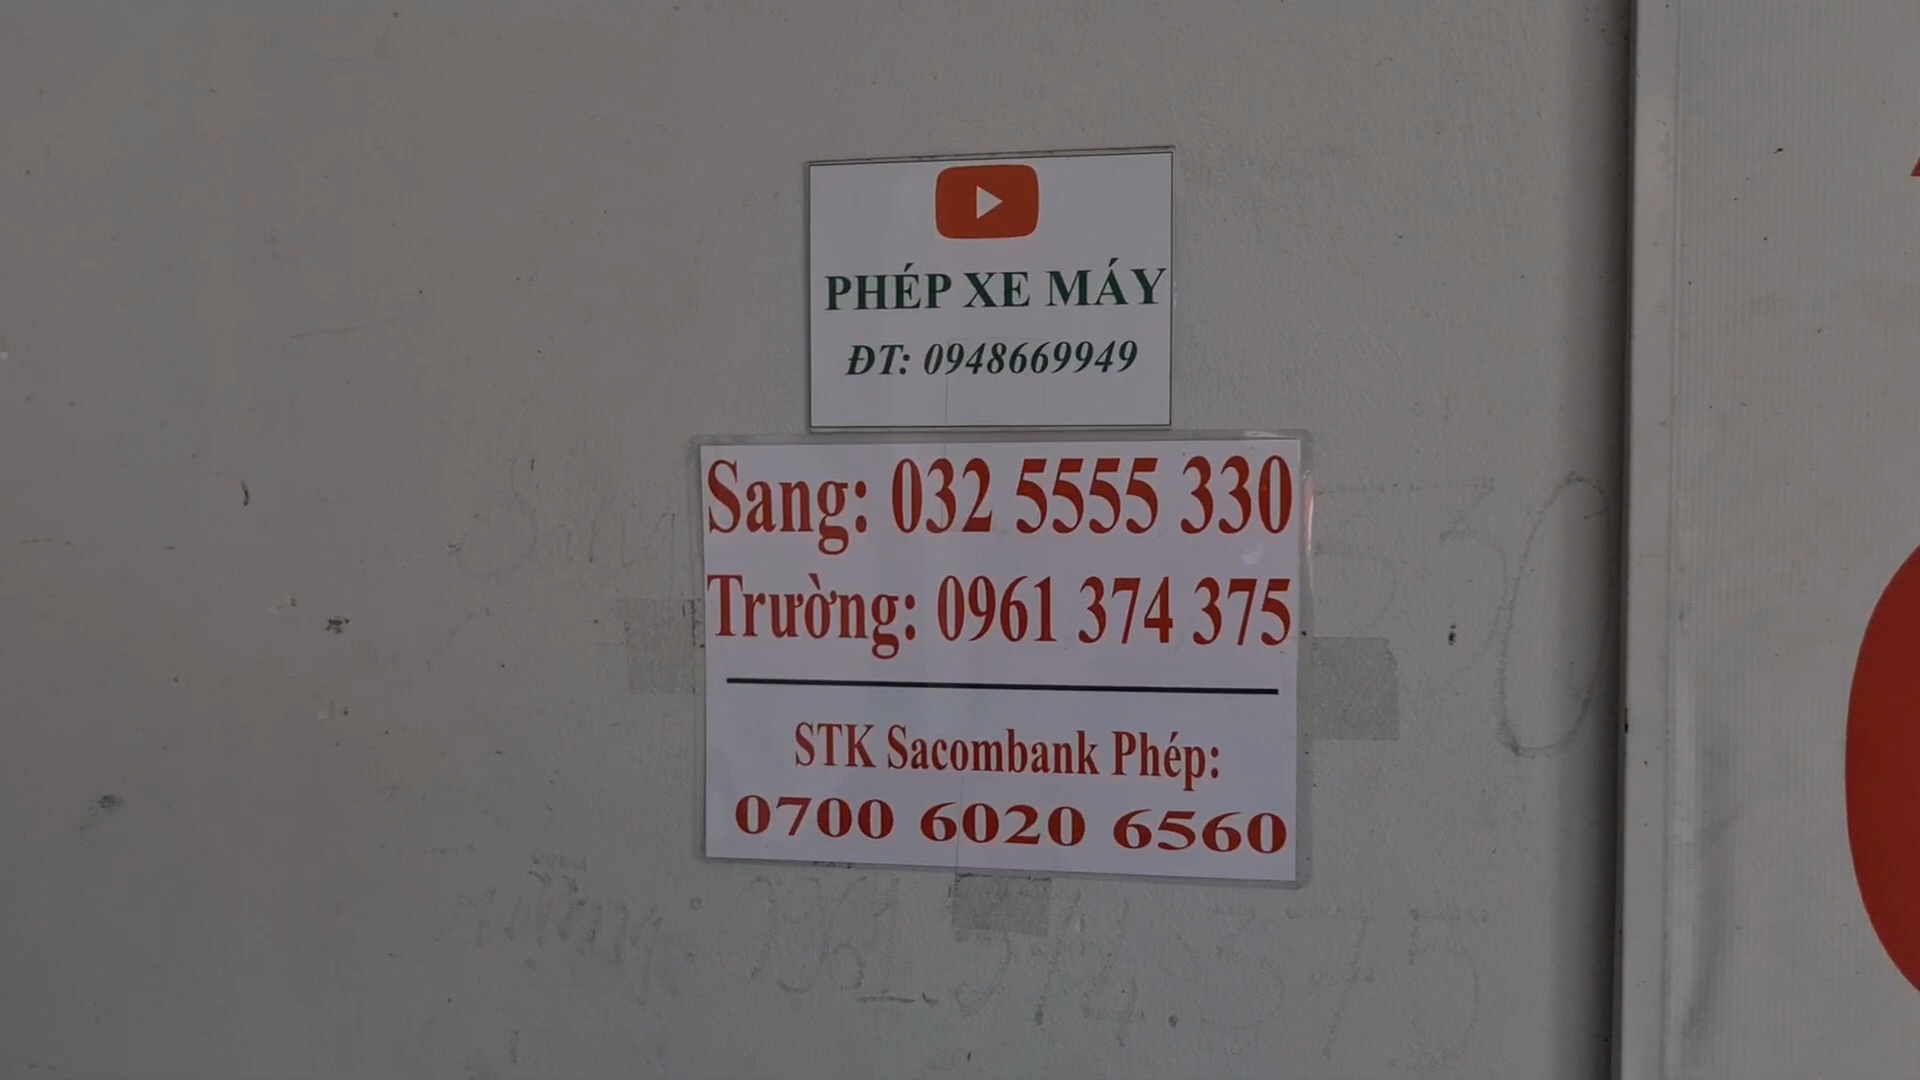 PHÉP XE MÁY
ĐT: 0948669949
Sang: 032 5555 330
Trường: 0961 374 375
STK Sacombank Phép:
0700 6020 6560